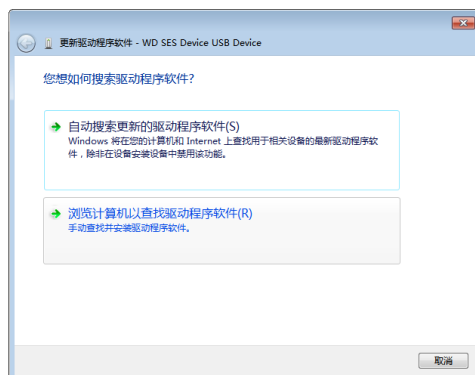 更新驱动程序软件 - WD SES Device USB Device
您想如何搜索驱动程序软件?
自动搜索更新的驱动程序软件(S)
Windows 将在您的计算机和 Internet 上查找用于相关设备的最新驱动程序软
件，除非在设备安装设备中禁用该功能。
浏览计算机以查找驱动程序软件(R)
手动查找并安装驱动程序软件。
取消